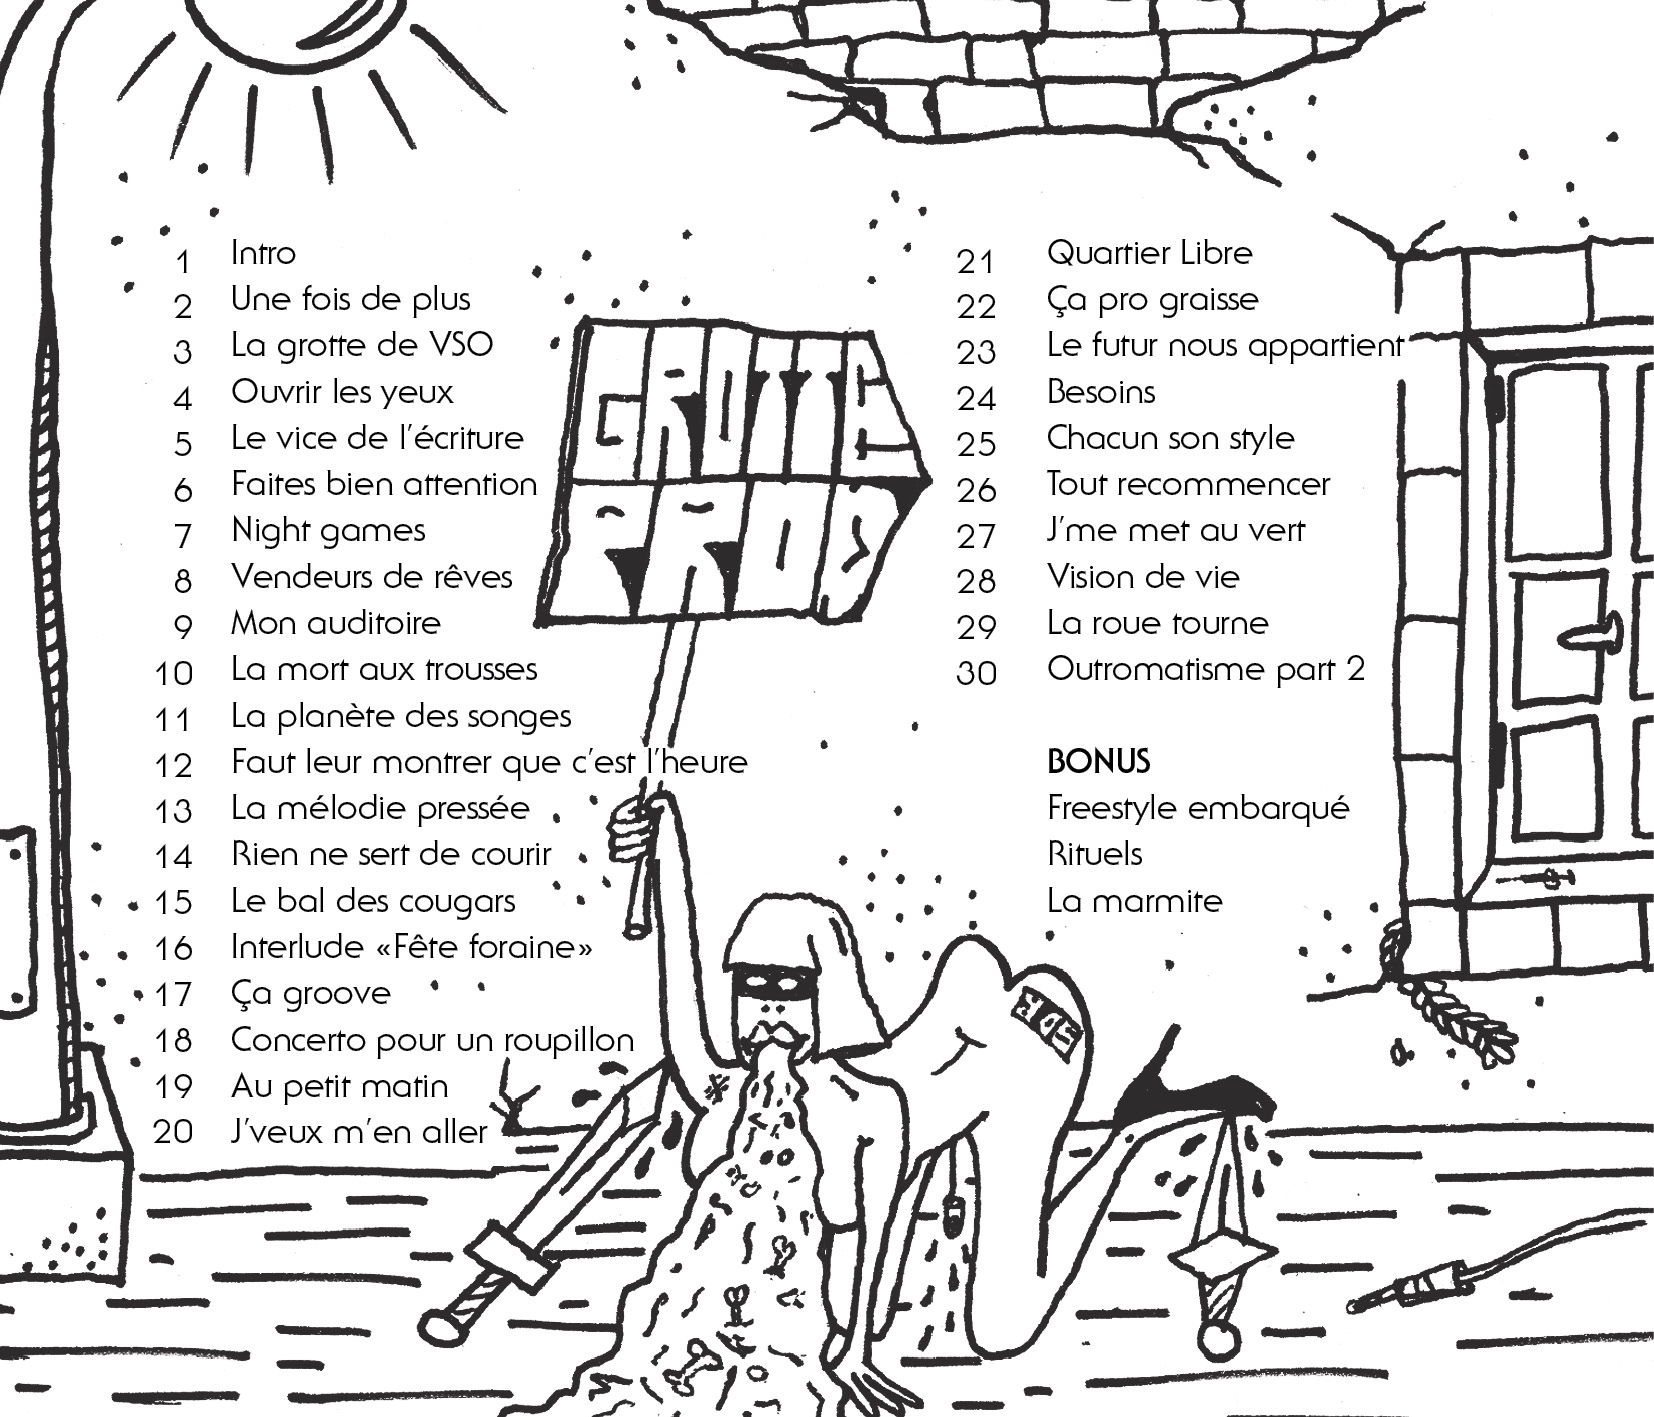 1 Intro
2 Une fois de plus
3 La grotte de VSO
4 Ouvrir les yeux
5 Le vice de l'écriture
6 Faites bien attention
7 Night games
8 Vendeurs de rêves
9 Mon auditoire
10 La mort aux trousses
11 La planète des songes
12 Faut leur montrer que c'est l'heure
13 La mélodie pressée
14 Rien ne sert de courir
15 Le bal des cougars
16 Interlude «Fête foraine»
17 Ça groove
18 Concerto pour un roupillon
19 Au petit matin
20 J'veux m'en aller
21 Quartier Libre
22 Ça pro graisse
23 Le futur nous appartient
24 Besoins
25 Chacun son style
26 Tout recommencer
27 J'me met au vert
28 Vision de vie
29 La roue tourne
30 Outromatisme part 2
BONUS
Freestyle embarqué
Rituels
La marmite